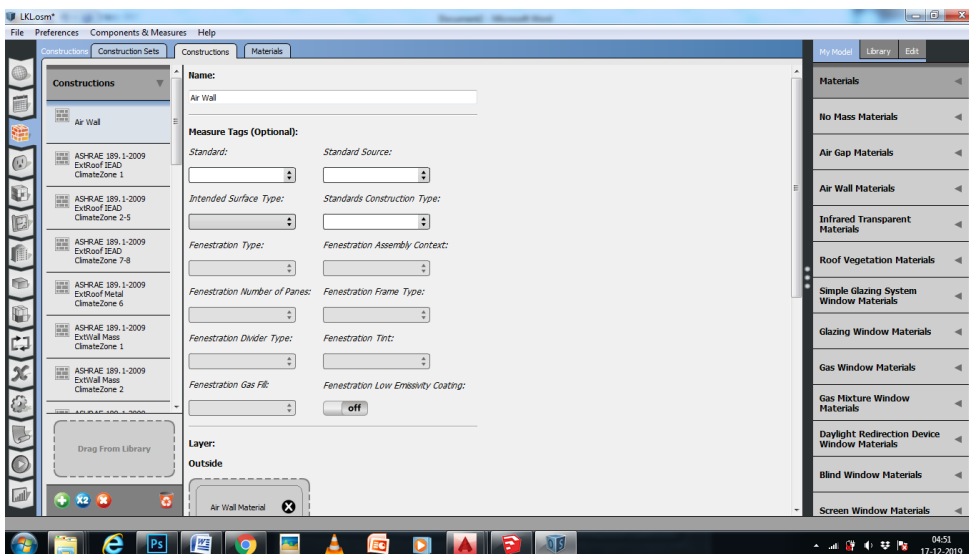 LKL.osm*
File Preferences Components & Measures Help
Constructions
Construction Sets
Constructions
Materials
My Model
Library
Edit
Constructions
Air Wall
ASHRAE 189.1-2009
ExtRoof IEAD
ClimateZone 1
ASHRAE 189.1-2009
ExtRoof IEAD
ClimateZone 2-5
ASHRAE 189.1-2009
ExtRoof IEAD
ClimateZone 7-8
ASHRAE 189.1-2009
ExtRoof Metal
ClimateZone 6
ASHRAE 189.1-2009
ExtWall Mass
ClimateZone 1
ASHRAE 189.1-2009
ExtWall Mass
ClimateZone 2
Drag From Library
X2
Name:
Air Wall
Measure Tags (Optional):
Standard: Standard Source:
Intended Surface Type: Standards Construction Type:
Fenestration Type: Fenestration Assembly Context:
Fenestration Number of Panes: Fenestration Frame Type:
Fenestration Divider Type: Fenestration Tint:
Fenestration Gas Fill: Fenestration Low Emissivity Coating:
off
Layer:
Outside
Air Wall Material
Materials
No Mass Materials
Air Gap Materials
Air Wall Materials
Infrared Transparent
Materials
Roof Vegetation Materials
Simple Glazing System
Window Materials
Glazing Window Materials
Gas Window Materials
Gas Mixture Window
Materials
Daylight Redirection Device
Window Materials
Blind Window Materials
Screen Window Materials
Ps
04:51
17-12-2019